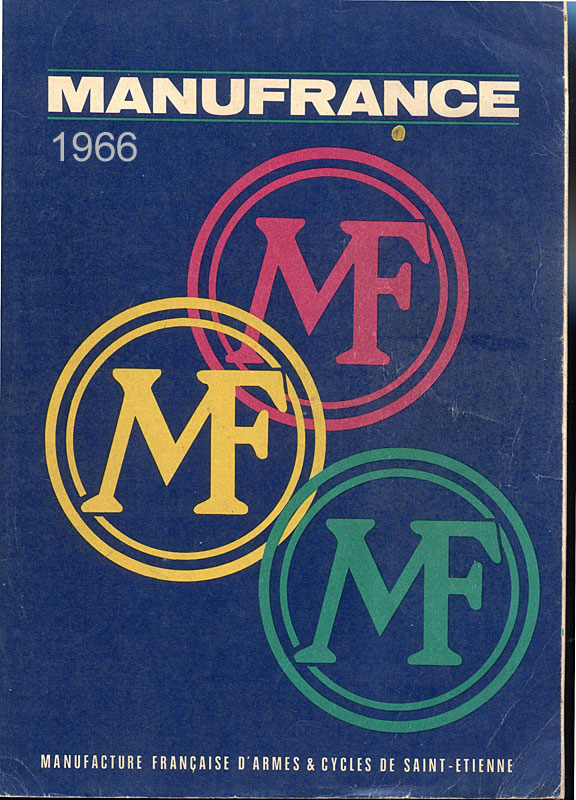 MANUFRANCE
1966
MF
MF
MF
MANUFACTURE FRANÇAISE D'ARMES & CYCLES DE SAINT-ETIENNE